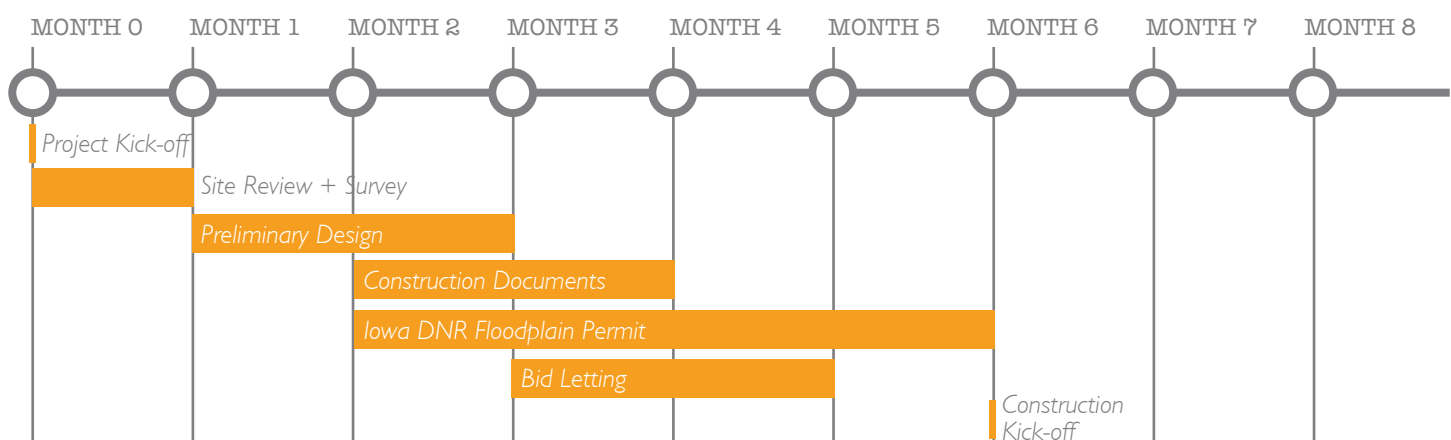 MONTH 0 MONTH 1 MONTH 2 MONTH 3 MONTH 4 MONTH 5 MONTH 6 MONTH 7 MONTH 8
Project Kick-off
Site Review + Survey
Preliminary Design
Construction Documents
Iowa DNR Floodplain Permit
Bid Letting
Construction
Kick-off